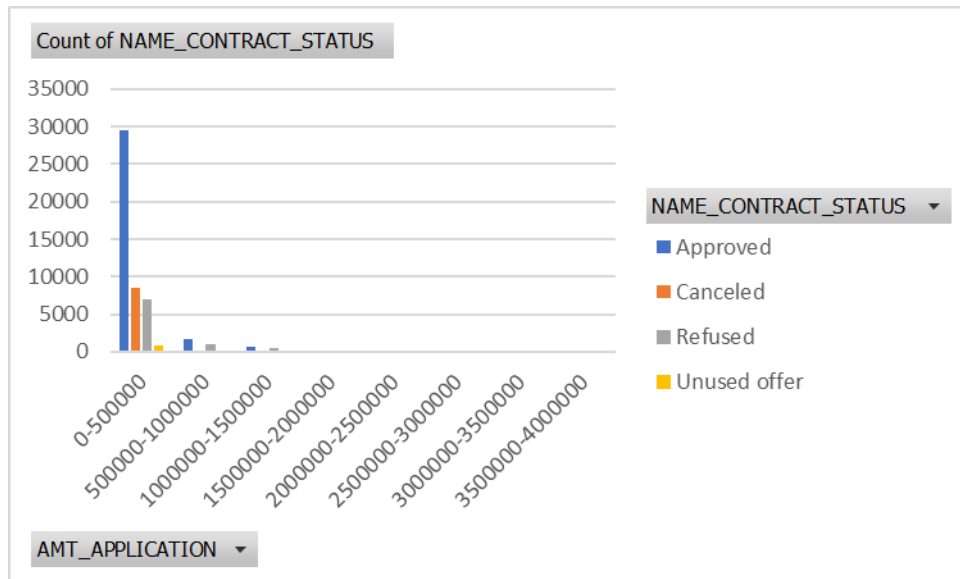 Count of NAME_CONTRACT_STATUS
35000
30000
25000
20000
15000
10000
5000
0
0-500000
500000-1000000
1000000-1500000
1500000-2000000
2000000-2500000
2500000-3000000
3000000-3500000
3500000-4000000
NAME_CONTRACT_STATUS
Approved
Canceled
Refused
Unused offer
AMT_APPLICATION